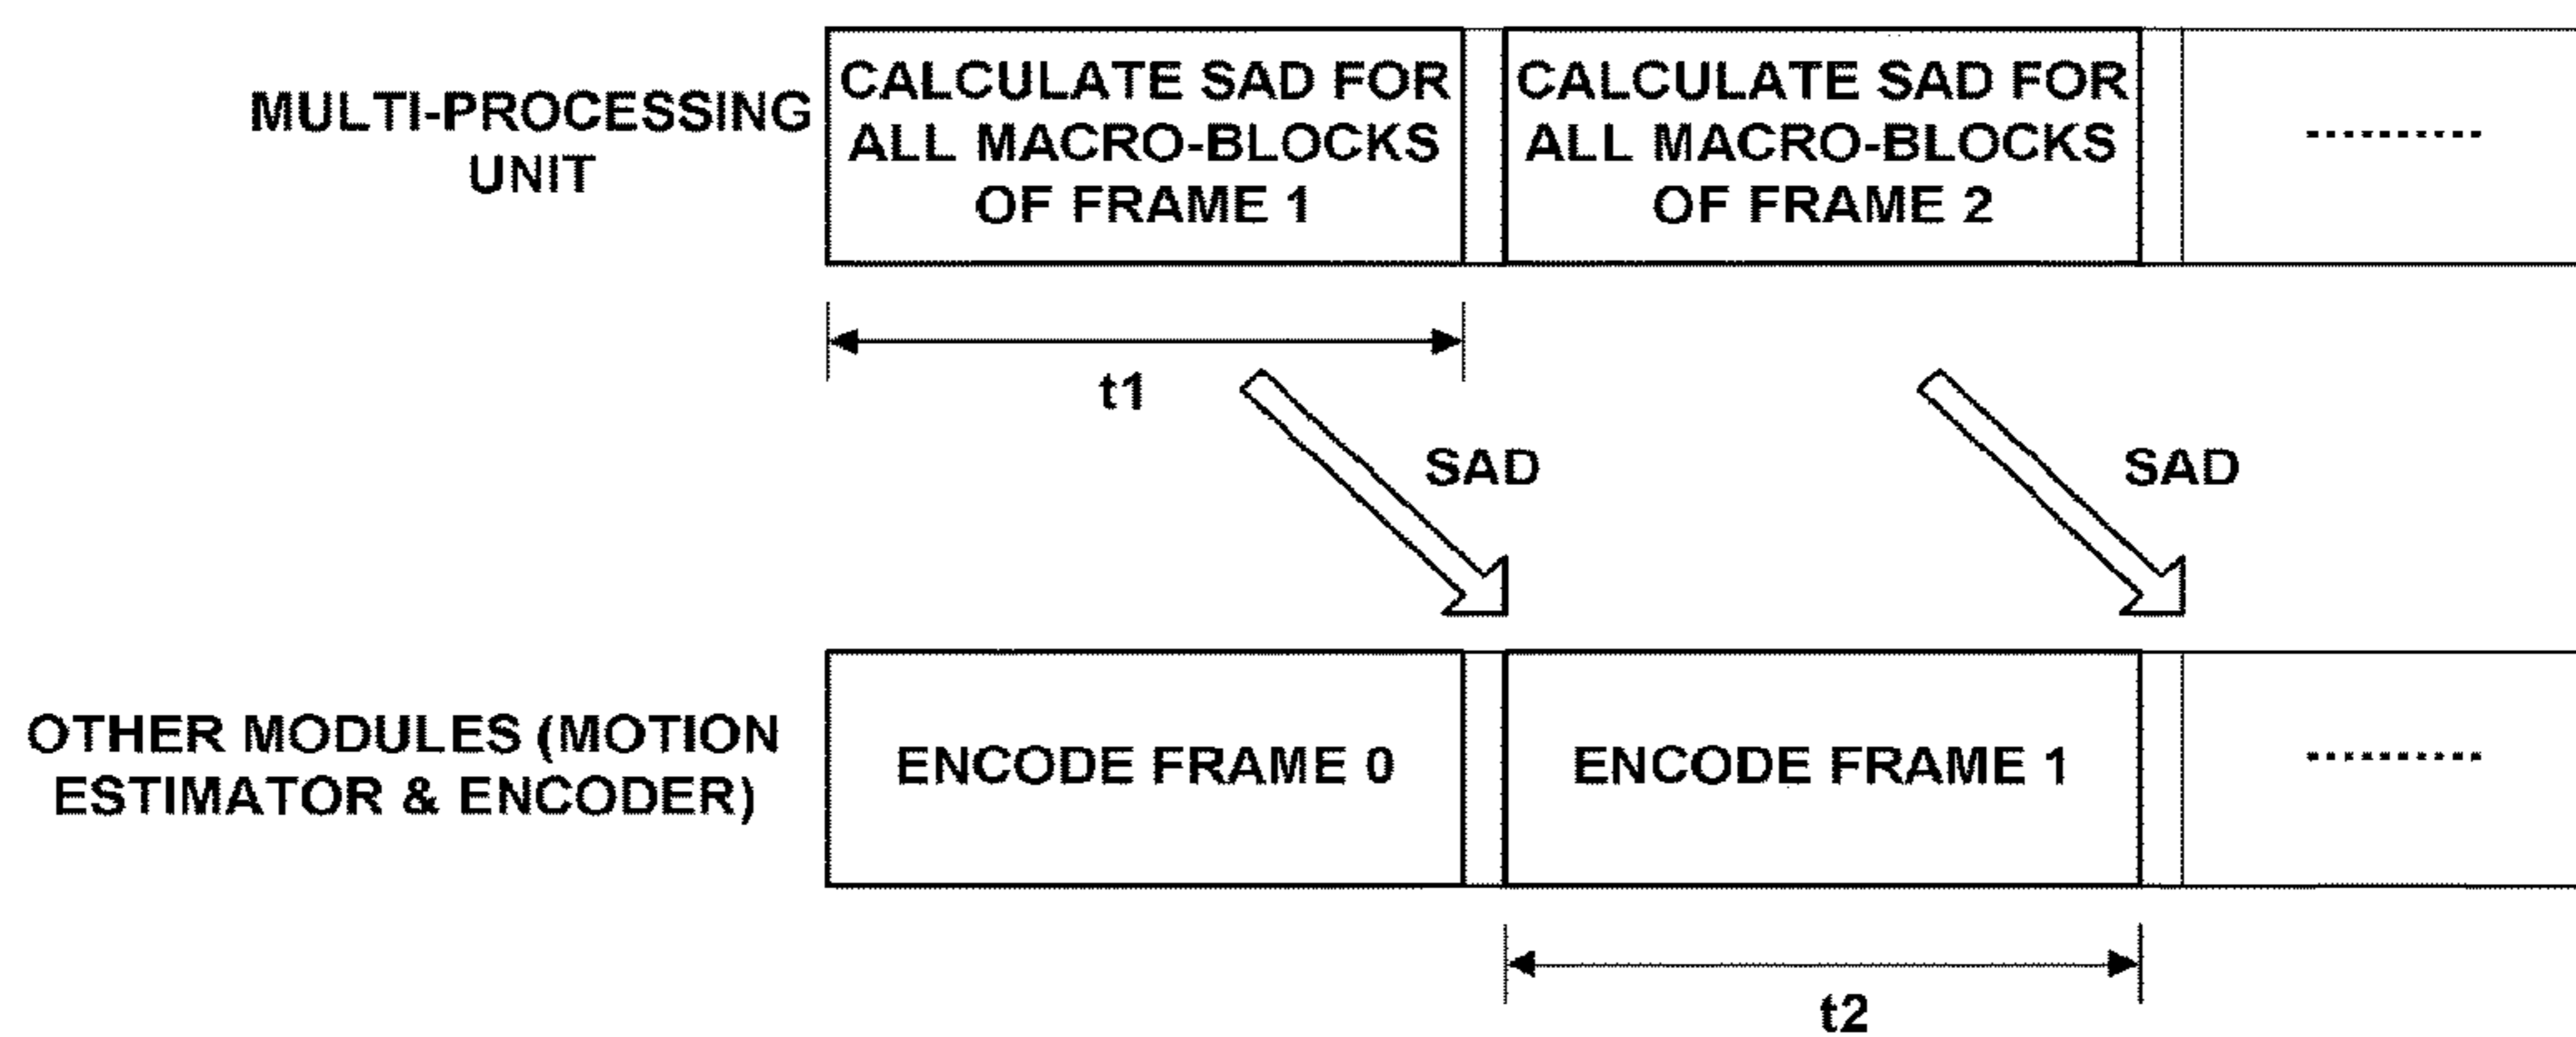 MULTI-PROCESSING
UNIT
CALCULATE SAD FOR
ALL MACRO-BLOCKS
OF FRAME 1
CALCULATE SAD FOR
ALL MACRO-BLOCKS
OF FRAME 2
---------
t1
SAD
SAD
OTHER MODULES (MOTION
ESTIMATOR & ENCODER)
ENCODE FRAME 0
ENCODE FRAME 1
---------
t2